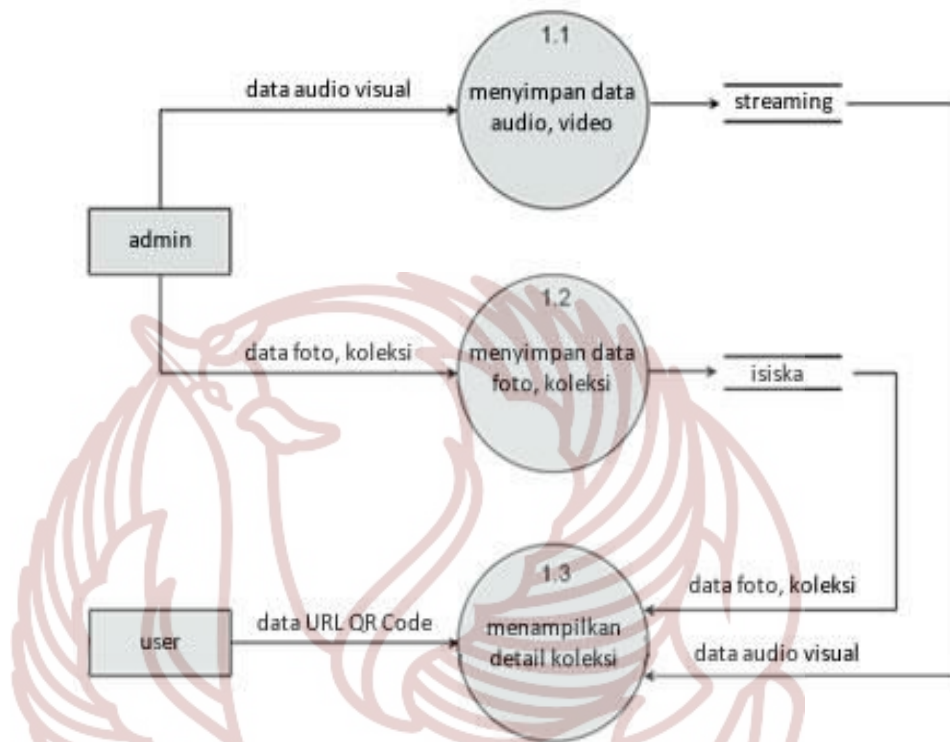 1.1
data audio visual
menyimpan data
audio, video
streaming
admin
1.2
data foto, koleksi
menyimpan data
foto, koleksi
isiska
1.3
data foto, koleksi
user
data URL QR Code
menampilkan
detail koleksi
data audio visual